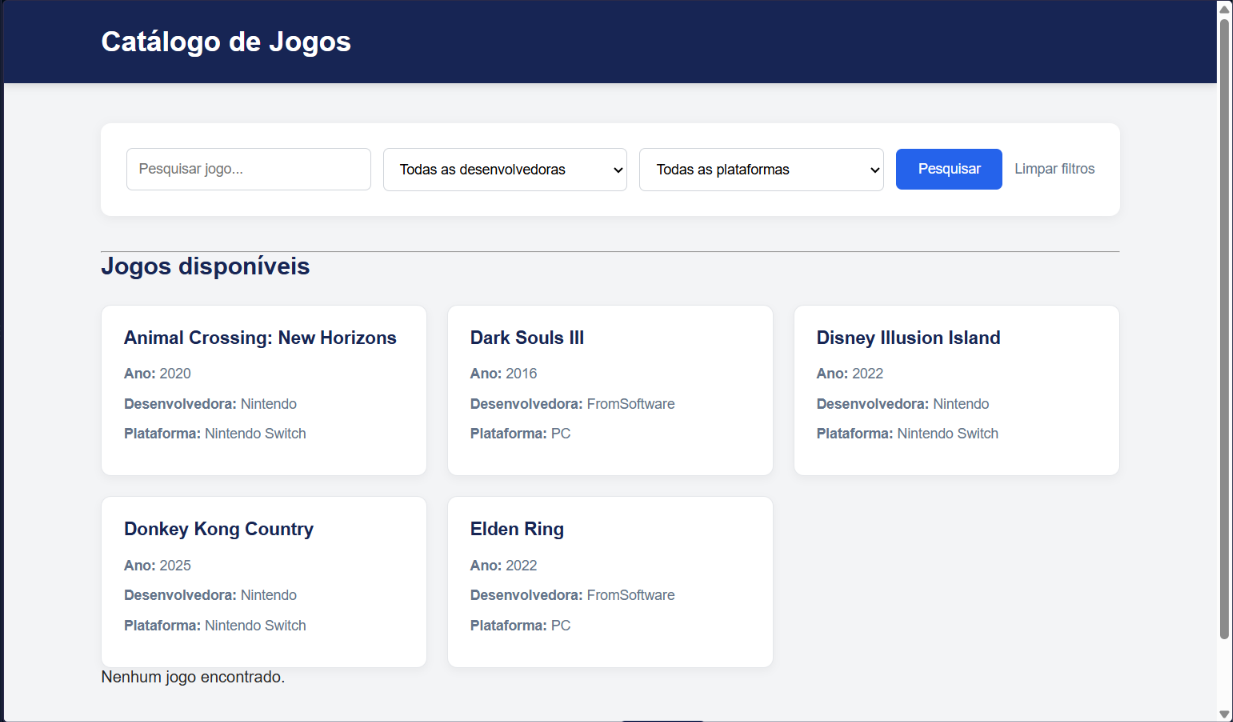 Catálogo de Jogos
Pesquisar jogo...
Todas as desenvolvedoras
Todas as plataformas
Pesquisar
Limpar filtros
Jogos disponíveis
Animal Crossing: New Horizons
Ano: 2020
Desenvolvedora: Nintendo
Plataforma: Nintendo Switch
Dark Souls III
Ano: 2016
Desenvolvedora: FromSoftware
Plataforma: PC
Disney Illusion Island
Ano: 2022
Desenvolvedora: Nintendo
Plataforma: Nintendo Switch
Donkey Kong Country
Ano: 2025
Desenvolvedora: Nintendo
Plataforma: Nintendo Switch
Elden Ring
Ano: 2022
Desenvolvedora: FromSoftware
Plataforma: PC
Nenhum jogo encontrado.